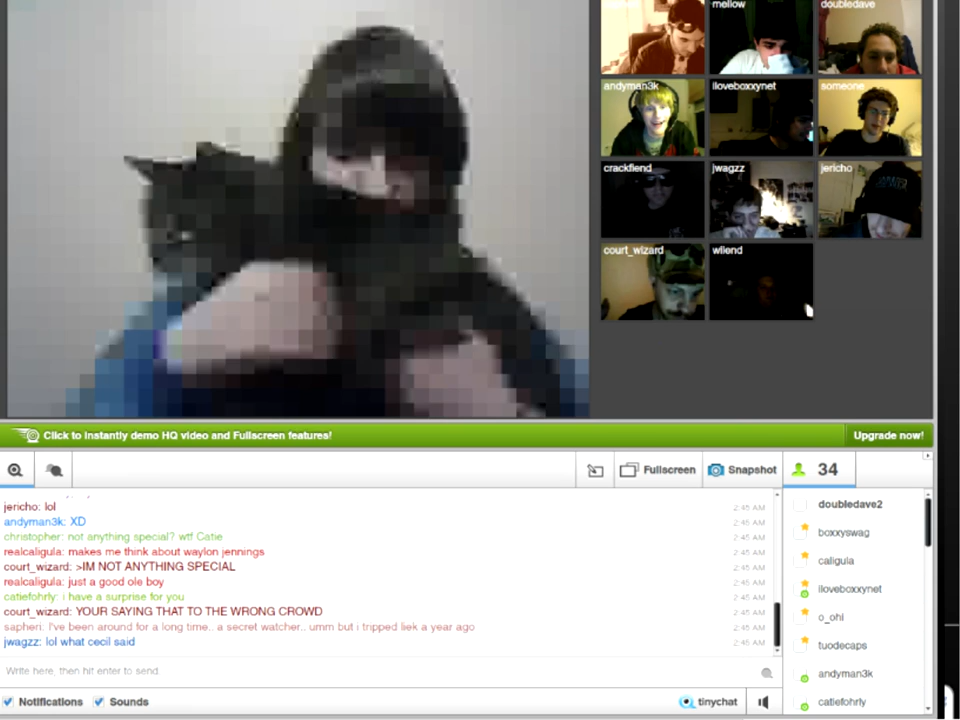 mellow
doubledave
andyman3k
iloveboxxynet
someone
crackfiend
jwagzz
jericho
court_wizard
wilend
Click to instantly demo HQ video and Fullscreen features!
Upgrade now!
Fullscreen
Snapshot
34
jericho: lol
2:45 AM
andyman3k: XD
2:45 AM
christopher: not anything special? wtf Catie
2:45 AM
realcaligula: makes me think about waylon jennings
2:45 AM
court_wizard: >IM NOT ANYTHING SPECIAL
2:45 AM
realcaligula: just a good ole boy
2:45 AM
catiefohrly: i have a surprise for you
2:45 AM
court_wizard: YOUR SAYING THAT TO THE WRONG CROWD
2:45 AM
sapheri: I've been around for a long time.. a secret watcher.. umm but i tripped liek a year ago
2:45 AM
jwagzz: lol what cecil said
2:45 AM
Write here, then hit enter to send.
Notifications
Sounds
tinychat
doubledave2
boxxyswag
caligula
iloveboxxynet
o_ohl
tuodecaps
andyman3k
catiefohrly